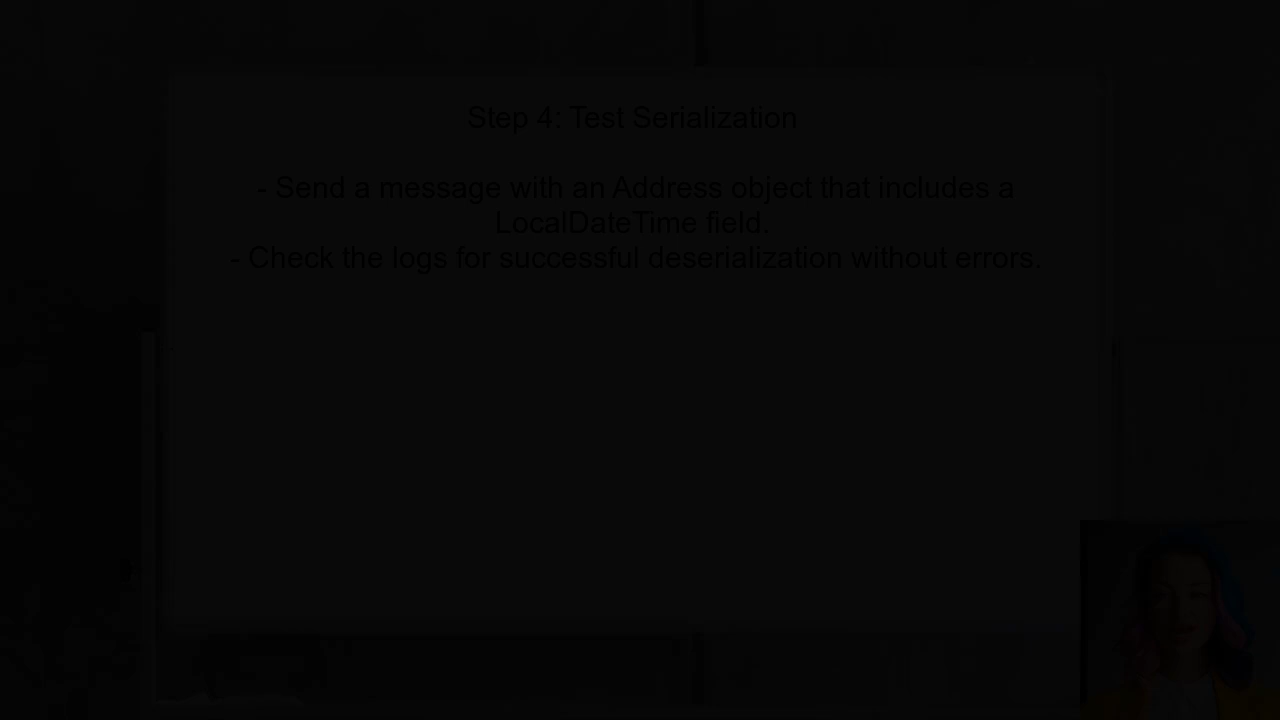 Step 4: Test Serialization
- Send a message with an Address object that includes a
LocalDateTime field.
- Check the logs for successful deserialization without errors.